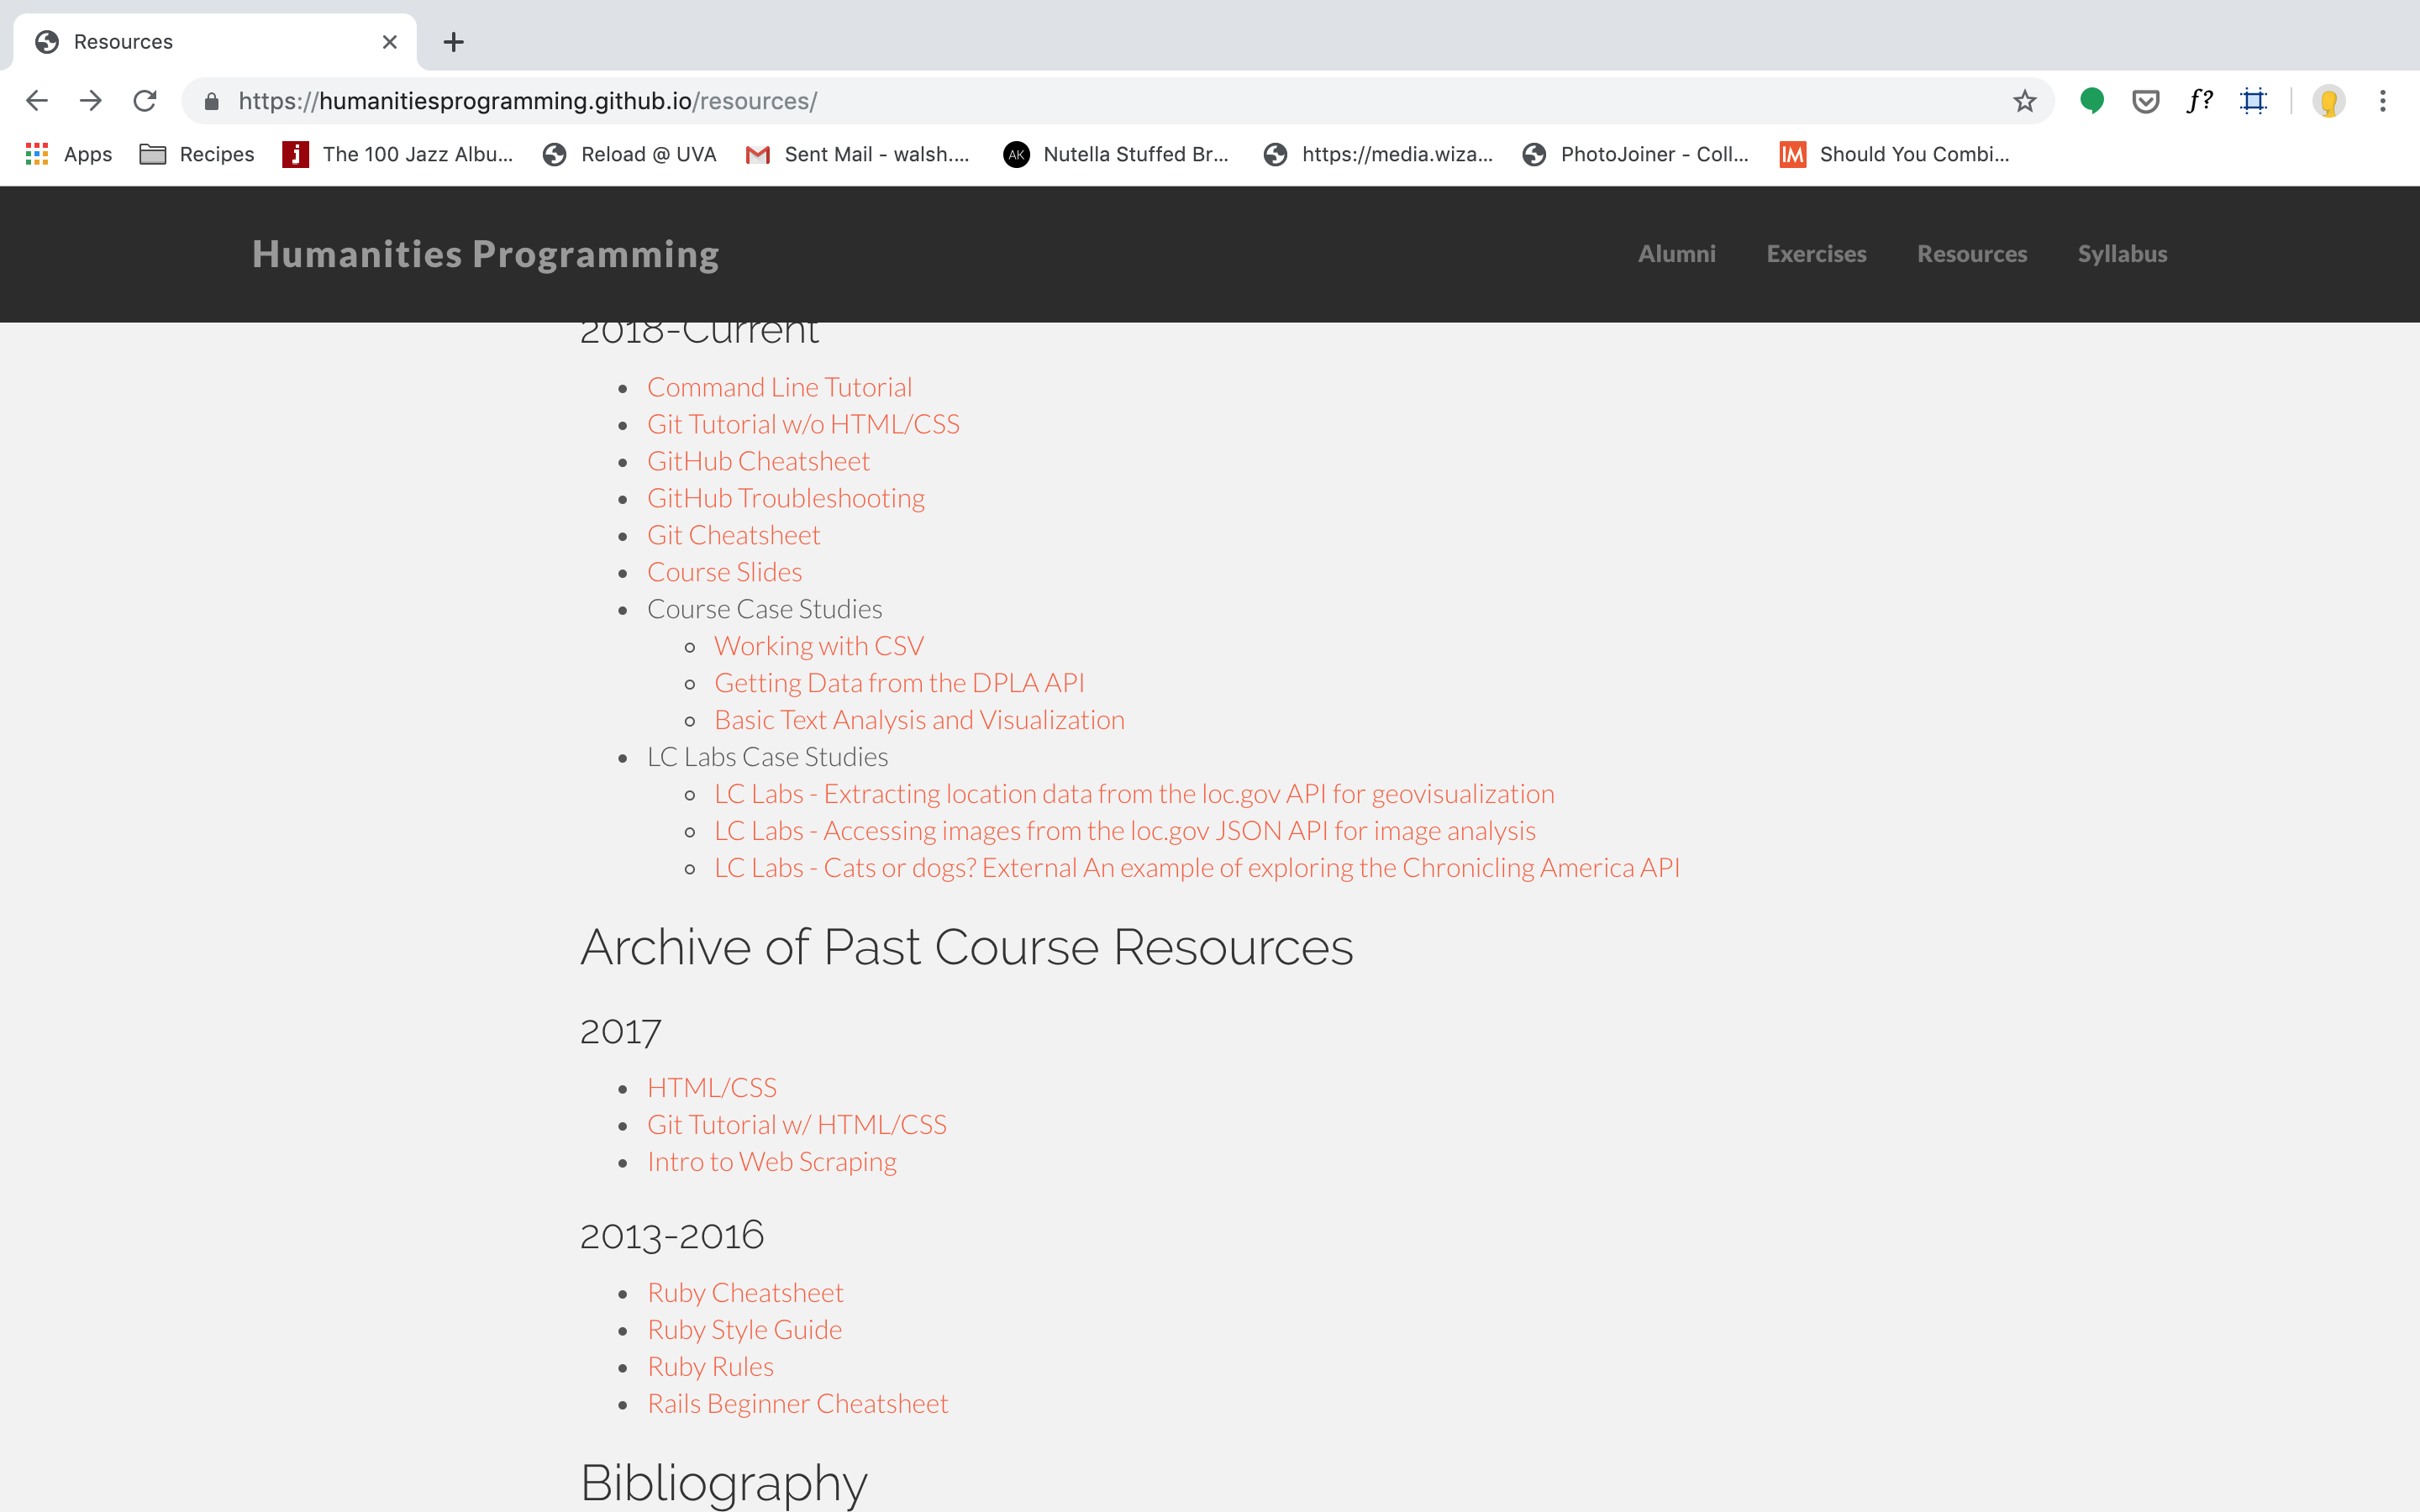 Resources
https://humanitiesprogramming.github.io/resources/
f?
Apps Recipes The 100 Jazz Albu... Reload @ UVA Sent Mail - walsh.... AK Nutella Stuffed Br... https://media.wiza... PhotoJoiner - Coll... IM Should You Combi...
Humanities Programming Alumni Exercises Resources Syllabus
2018-Current
Command Line Tutorial
Git Tutorial w/o HTML/CSS
GitHub Cheatsheet
GitHub Troubleshooting
Git Cheatsheet
Course Slides
Course Case Studies
Working with CSV
Getting Data from the DPLA API
Basic Text Analysis and Visualization
LC Labs Case Studies
LC Labs - Extracting location data from the loc.gov API for geovisualization
LC Labs - Accessing images from the loc.gov JSON API for image analysis
LC Labs - Cats or dogs? External An example of exploring the Chronicling America API
Archive of Past Course Resources
2017
HTML/CSS
Git Tutorial w/ HTML/CSS
Intro to Web Scraping
2013-2016
Ruby Cheatsheet
Ruby Style Guide
Ruby Rules
Rails Beginner Cheatsheet
Bibliography